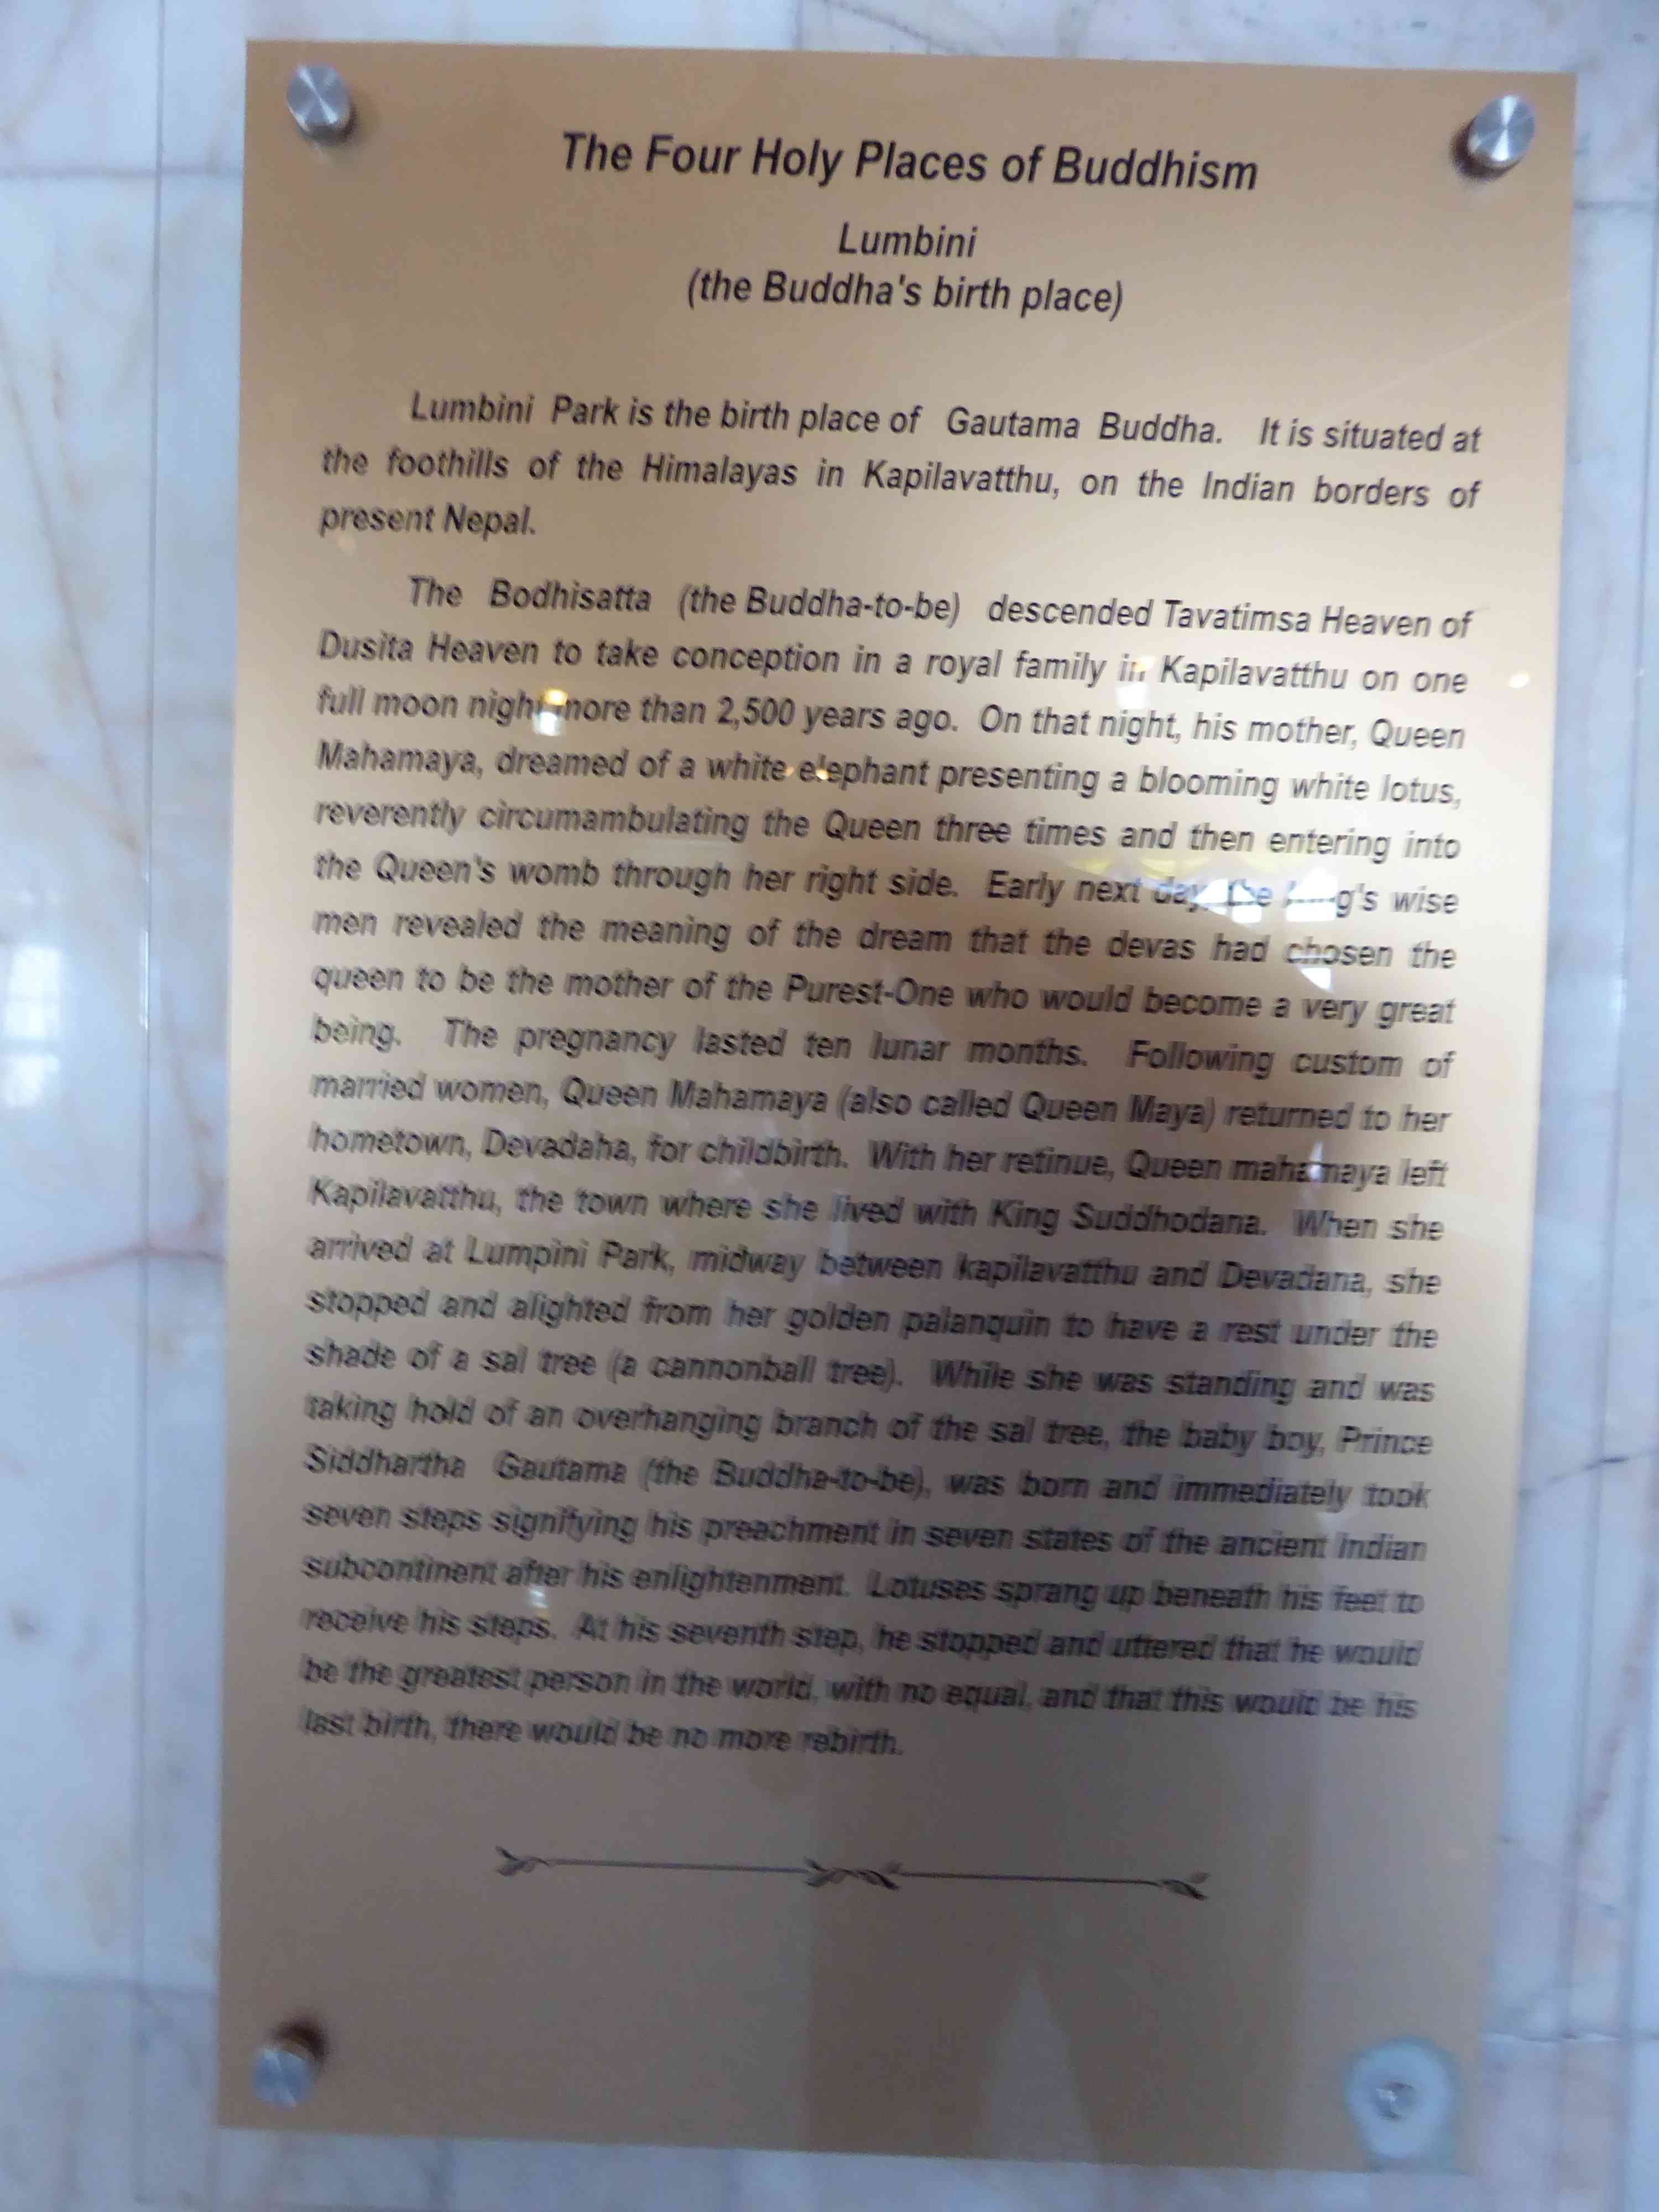 The Four Holy Places of Buddhism
Lumbini
(the Buddha's birth place)
Lumbini Park is the birth place of Gautama Buddha. It is situated at
the foothills of the Himalayas in Kapilavatthu, on the Indian borders of
present Nepal.
The Bodhisatta (the Buddha-to-be) descended Tavatimsa Heaven of
Dusita Heaven to take conception in a royal family in Kapilavatthu on one
full moon night more than 2,500 years ago. On that night, his mother, Queen
Mahamaya, dreamed of a white elephant presenting a blooming white lotus,
reverently circumambulating the Queen three times and then entering into
the Queen's womb through her right side. Early next day, the wise
men revealed the meaning of the dream that the devas had chosen the
queen to be the mother of the Purest-One who would become a very great
being. The pregnancy lasted ten lunar months. Following custom of
married women, Queen Mahamaya (also called Queen Maya) returned to her
hometown, Devadaha, for childbirth. With her retinue, Queen mahamaya left
Kapilavatthu, the town where she lived with King Suddhodana. When she
arrived at Lumpini Park, midway between kapilavatthu and Devadana, she
stopped and alighted from her golden palanquin to have a rest under the
shade of a sal tree (a cannonball tree). While she was standing and was
taking hold of an overhanging branch of the sal tree, the baby boy, Prince
Siddhartha Gautama (the Buddha-to-be), was born and immediately took
seven steps signifying his preachment in seven states of the ancient Indian
subcontinent after his enlightenment. Lotuses sprang up beneath his feet to
receive his steps. At his seventh step, he stopped and uttered that he would
be the greatest person in the world, with no equal, and that this would be his
last birth, there would be no more rebirth.